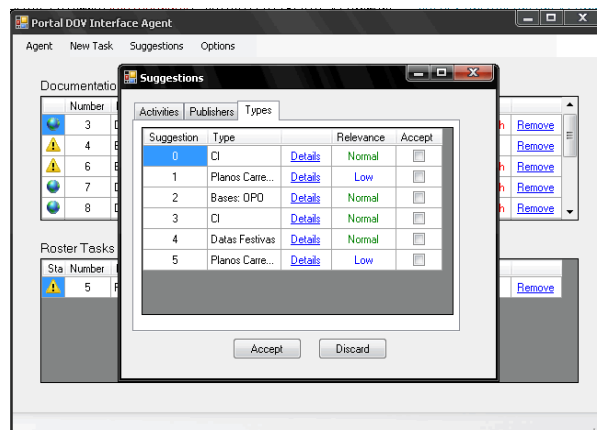 Portal DOV Interface Agent
Agent New Task Suggestions Options
Documentatio
Number
3 Remove
4 Remove
6 Remove
7 Remove
8 Remove
Roster Tasks
Sta Number
5 Remove
Suggestions
Activities Publishers Types
Suggestion Type Relevance Accept
0 CI Details Normal
1 Planos Carre... Details Low
2 Bases: OPO Details Normal
3 CI Details Normal
4 Datas Festivas Details Normal
5 Planos Carre... Details Low
Accept Discard